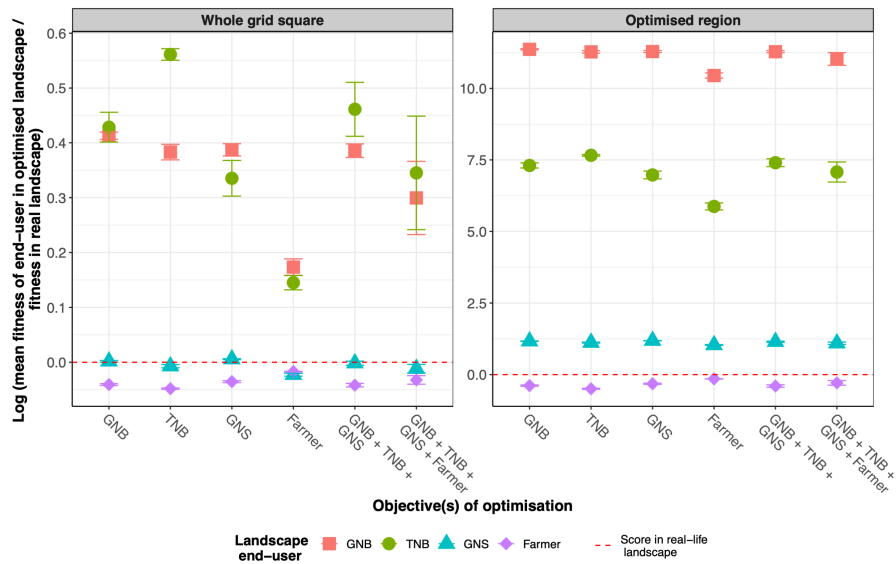 Whole grid square
Optimised region
Log (mean fitness of end-user in optimised landscape /
fitness in real landscape)
0.6
0.5
0.4
0.3
0.2
0.1
0.0
10.0
7.5
5.0
2.5
0.0
GNB
TNB
GNS
Farmer
GNB + TNB +
GNS
GNB + TNB +
GNS + Farmer
GNB
TNB
GNS
Farmer
GNB + TNB +
GNS
GNB + TNB +
GNS + Farmer
Objective(s) of optimisation
Landscape
end-user
GNB
TNB
GNS
Farmer
Score in real-life
landscape